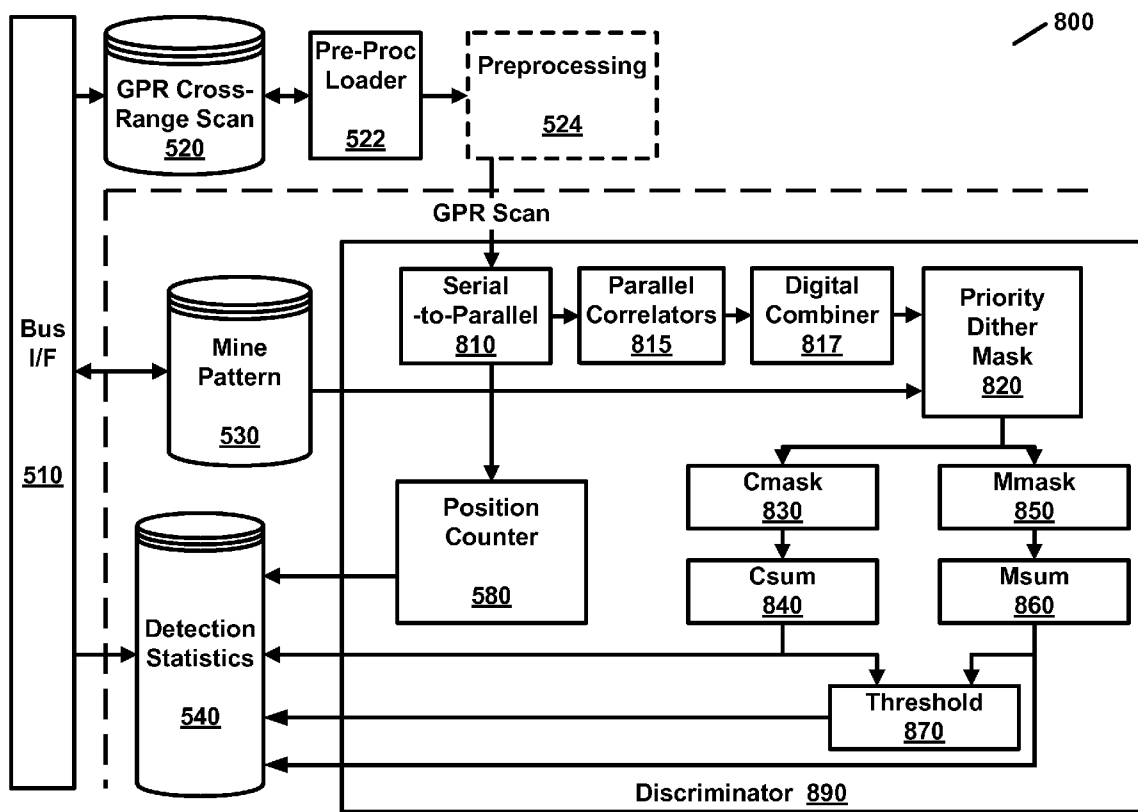 800
GPR Cross-
Range Scan
520
Pre-Proc
Loader
522
Preprocessing
524
GPR Scan
Bus
I/F
510
Mine
Pattern
530
Serial
-to-Parallel
810
Parallel
Correlators
815
Digital
Combiner
817
Priority
Dither
Mask
820
Position
Counter
580
Cmask
830
Mmask
850
Csum
840
Msum
860
Detection
Statistics
540
Threshold
870
Discriminator 890